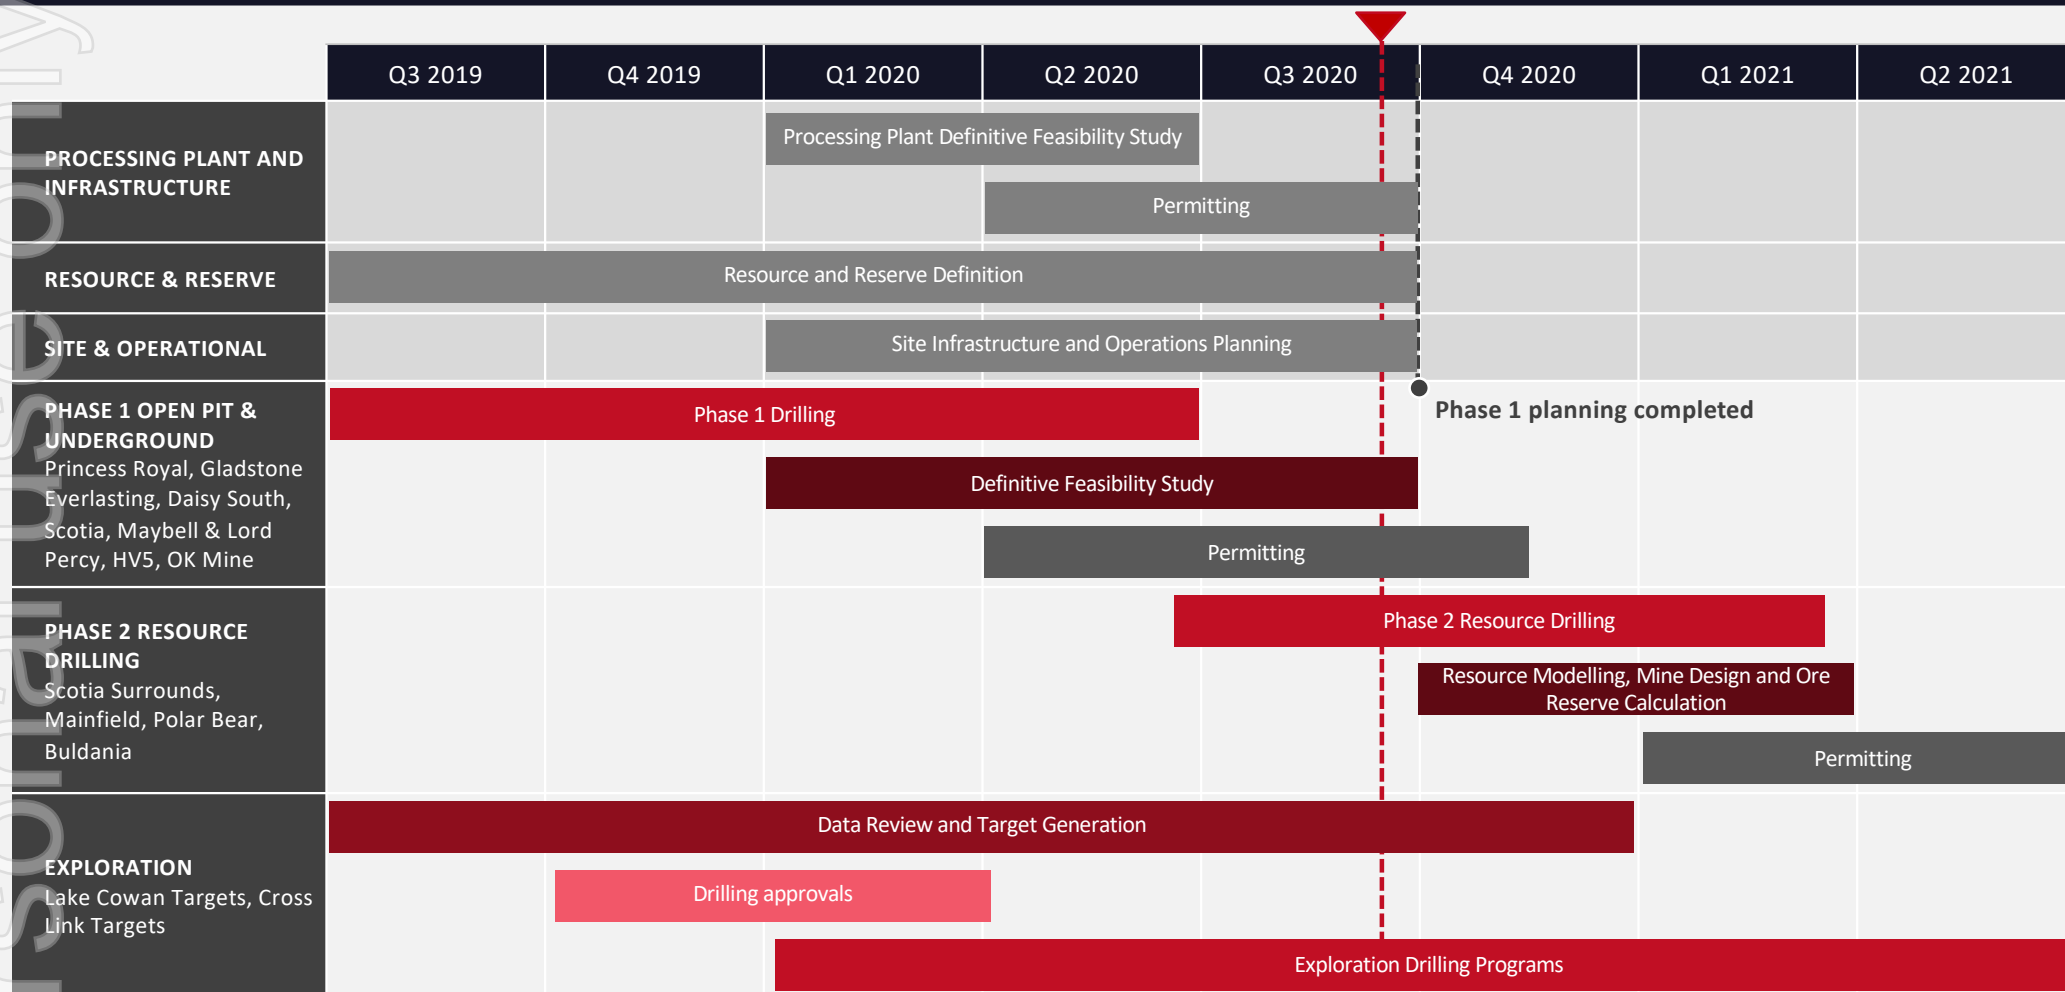 Q3 2019
Q4 2019
Q1 2020
Q2 2020
Q3 2020
Q4 2020
Q1 2021
Q2 2021
PROCESSING PLANT AND
INFRASTRUCTURE
Processing Plant Definitive Feasibility Study
Permitting
RESOURCE & RESERVE
Resource and Reserve Definition
SITE & OPERATIONAL
Site Infrastructure and Operations Planning
PHASE 1 OPEN PIT &
UNDERGROUND
Princess Royal, Gladstone
Everlasting, Daisy South,
Scotia, Maybell & Lord
Percy, HV5, OK Mine
Phase 1 Drilling
Phase 1 planning completed
Definitive Feasibility Study
Permitting
PHASE 2 RESOURCE
DRILLING
Scotia Surrounds,
Mainfield, Polar Bear,
Buldania
Phase 2 Resource Drilling
Resource Modelling, Mine Design and Ore
Reserve Calculation
Permitting
EXPLORATION
Lake Cowan Targets, Cross
Link Targets
Data Review and Target Generation
Drilling approvals
Exploration Drilling Programs
sonal use only